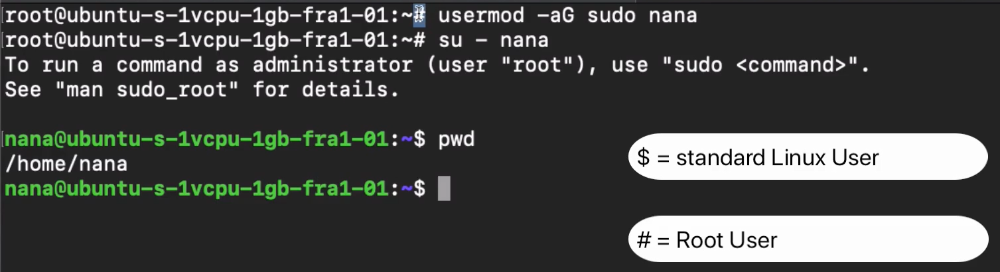 root@ubuntu-s-1vcpu-fra1-01:~# usermod -aG sudo nana
root@ubuntu-s-1vcpu-fra1-01:~# su - nana
To run a command as administrator (user "root"), use "sudo <command>".
See "man sudo_root" for details.
nana@ubuntu-s-1vcpu-1gb-fra1-01:~$ pwd
/home/nana
nana@ubuntu-s-1vcpu-1gb-fra1-01:~$
$ = standard Linux User
# = Root User